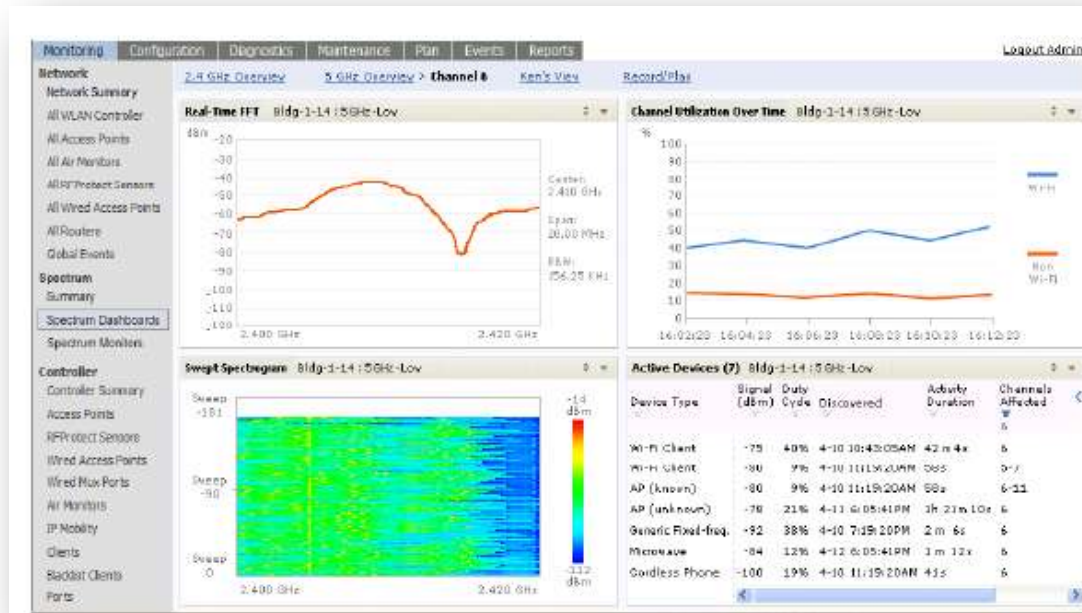 Monitoring Configuration Diagnostics Maintenance Plan Events Reports
Logout Admin
Network
Network Summary
All WLAN Controller
All Access Points
All Air Monitors
All RFProtect Sensors
All Wired Access Points
All Routers
Global Events
Spectrum
Summary
Spectrum Dashboards
Spectrum Monitors
Controller
Controller Summary
Access Points
RFProtect Sensors
Wired Access Points
Wired Mux Ports
Air Monitors
IP Mobility
Clients
Blacklist Clients
Ports
2.4 GHz Overview 5 GHz Overview > Channel 6 Ken's View Record/Play
Real-Time FFT Bldg-1-14:5GHz-Low
dBm
-20
-30
-40
-50
-60
-70
-80
-90
-100
-110
Center:
2.410 GHz
Span:
20.00 MHz
RBW:
156.25 KHz
2.400 GHz 2.420 GHz
Channel Utilization Over Time Bldg-1-14:5GHz-Low
%
100
90
80
70
60
50
40
30
20
10
0
Wi-Fi
Non
Wi-Fi
16:02:23 16:04:23 16:06:23 16:08:23 16:10:23 16:12:23
Swept Spectrogram Bldg-1-14:5GHz-Low
Sweep
-181
Sweep
-90
Sweep
0
-14
dBm
-112
dBm
2.400 GHz 2.420 GHz
Active Devices (7) Bldg-1-14:5GHz-Low
Device Type Signal (dBm) Duty Cycle Discovered Activity Duration Channels Affected
6
Wi-Fi Client -75 40% 4-10 10:43:05AM 42m 4s 6
Wi-Fi Client -80 9% 4-10 11:19:20AM 58s 5-7
AP (known) -80 9% 4-10 11:19:20AM 58s 6-11
AP (unknown) -78 21% 4-11 6:05:41PM 1h 21m 10s 6
Generic Fixed-freq. -92 38% 4-10 7:19:20PM 2m 6s 6
Microwave -84 12% 4-12 6:05:41PM 1m 12s 6
Cordless Phone -100 19% 4-10 11:19:20AM 41s 6